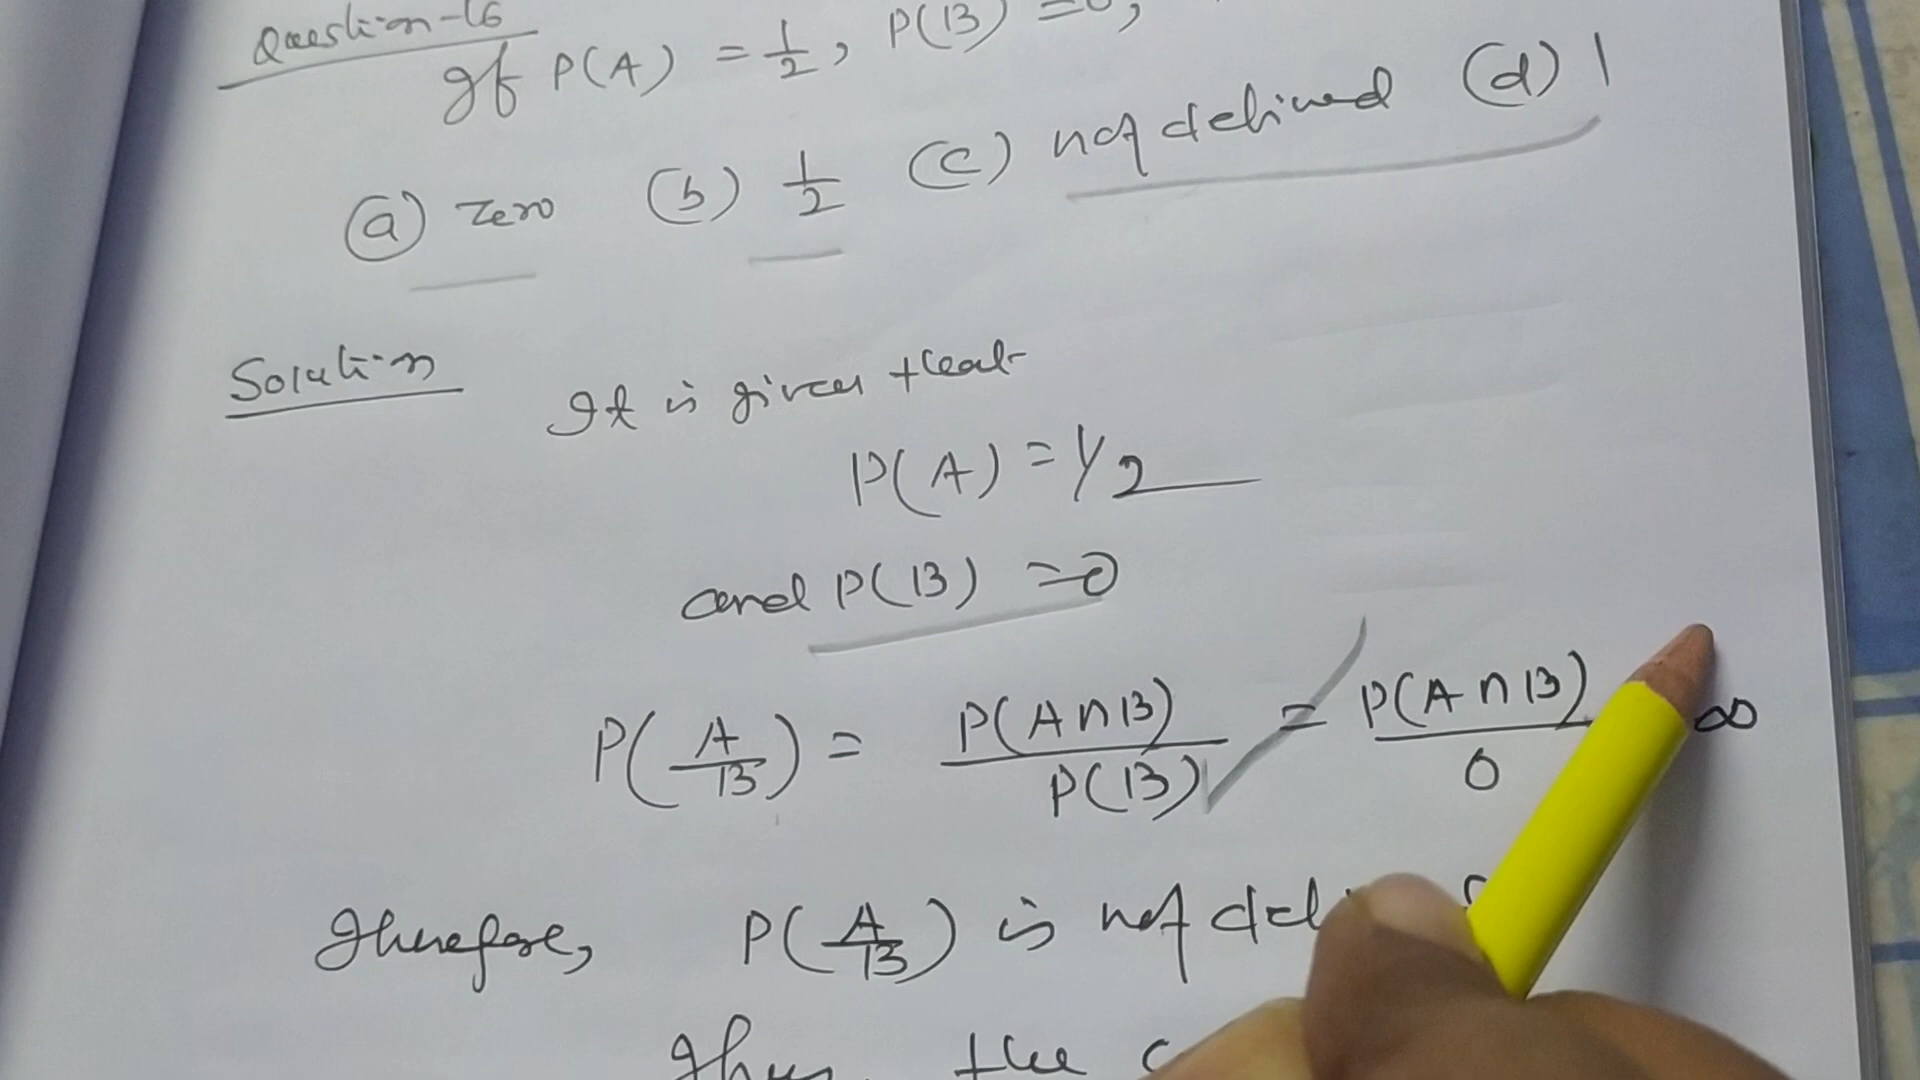 Question-16
If P(A) = 1/2, P(B) = 0,
(a) zero (b) 1/2 (c) not defined (d) 1
Solution It is given that
P(A) = 1/2
and P(B) = 0
P(A/B) = P(A∩B)/P(B) = P(A∩B)/0 ∞
Therefore, P(A/B) is not
the